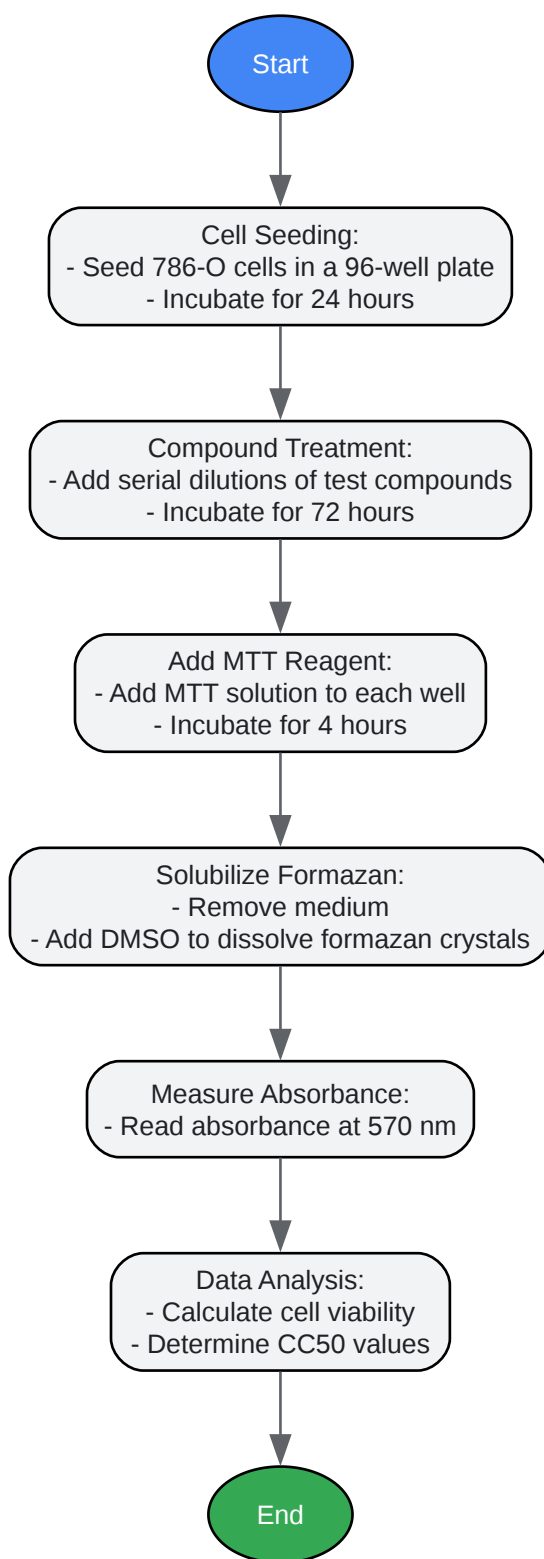 Start
Cell Seeding:
- Seed 786-O cells in a 96-well plate
- Incubate for 24 hours
Compound Treatment:
- Add serial dilutions of test compounds
- Incubate for 72 hours
Add MTT Reagent:
- Add MTT solution to each well
- Incubate for 4 hours
Solubilize Formazan:
- Remove medium
- Add DMSO to dissolve formazan crystals
Measure Absorbance:
- Read absorbance at 570 nm
Data Analysis:
- Calculate cell viability
- Determine CC50 values
End